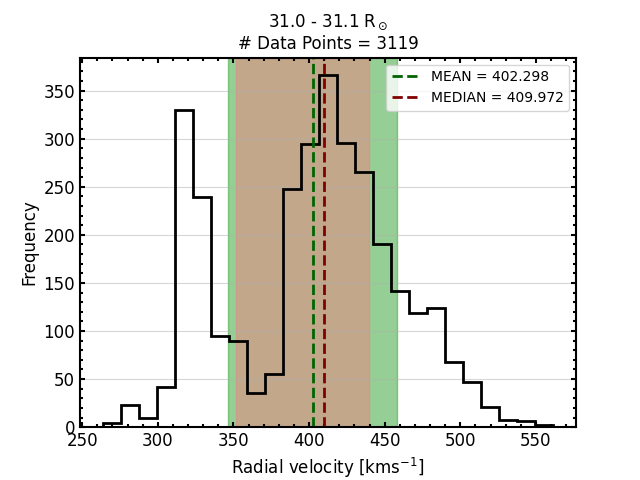 31.0 - 31.1 R⊙
# Data Points = 3119
MEAN = 402.298
MEDIAN = 409.972
Frequency
350
300
250
200
150
100
50
0
250 300 350 400 450 500 550
Radial velocity [kms⁻¹]